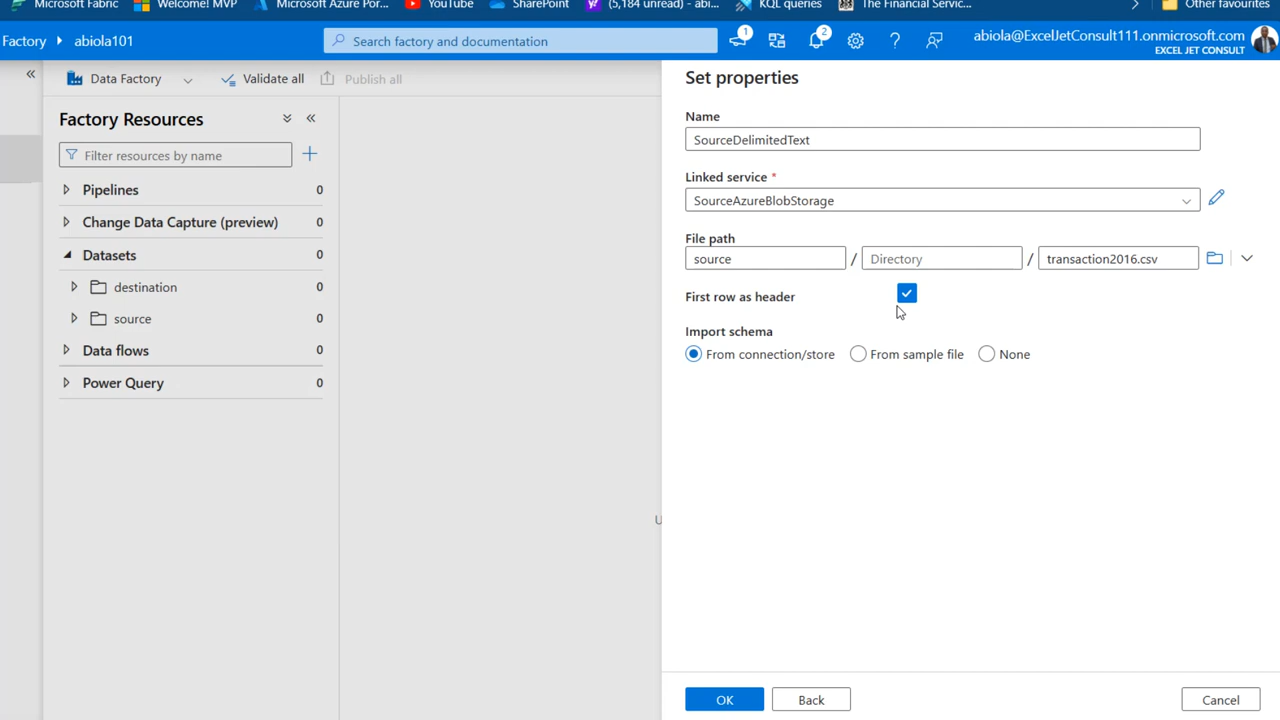 Microsoft Fabric Welcome! MVP Microsoft Azure Por... YouTube SharePoint (5,184 unread) - abi... KQL queries The Financial Servic... Other favourites
Factory abiola101 Search factory and documentation 1 2 abiola@ExcelJetConsult111.onmicrosoft.com
EXCEL JET CONSULT
Data Factory Validate all Publish all
Set properties
Factory Resources
Name
SourceDelimitedText
Filter resources by name
Linked service *
Pipelines 0
SourceAzureBlobStorage
Change Data Capture (preview) 0
File path
Datasets 0
source / Directory / transaction2016.csv
destination 0
First row as header
source 0
Import schema
Data flows 0
From connection/store From sample file None
Power Query 0
U
OK Back Cancel